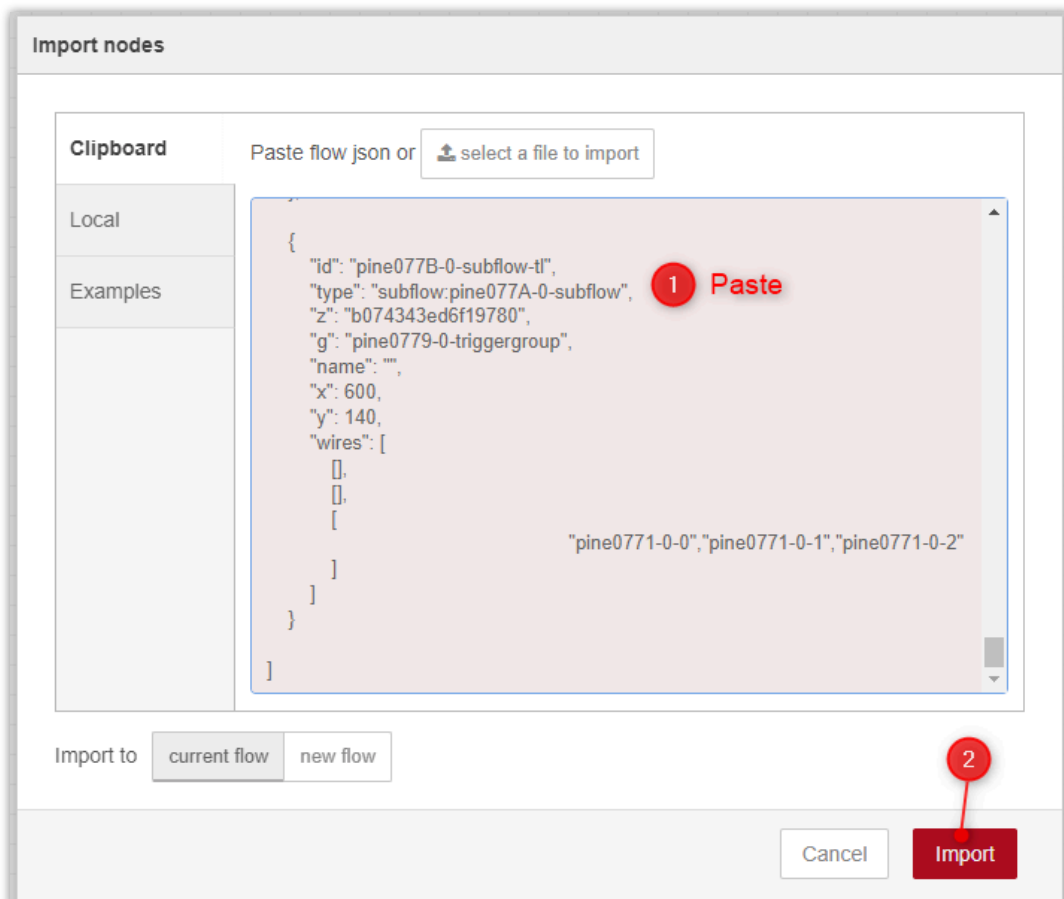 Import nodes
Clipboard
Paste flow json or select a file to import
Local
Examples
{
"id": "pine077B-0-subflow-tl",
"type": "subflow:pine077A-0-subflow",
"z": "b074343ed6f19780",
"g": "pine0779-0-triggergroup",
"name": "",
"x": 600,
"y": 140,
"wires": [
[],
[],
[
"pine0771-0-0","pine0771-0-1","pine0771-0-2"
]
]
}
]
1 Paste
Import to current flow new flow
2
Cancel Import